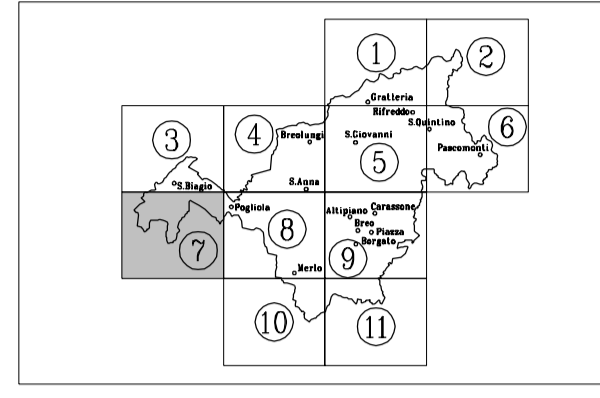 1
2
Gratteria
Rifreddo
S.Quintino
3
4
Breolungi
S.Giovanni
5
6
Pascomonti
S.Biagio
S.Anna
Pogliola
7
8
Altipiano
Carassone
Breo
Piazza
Borgato
9
Merlo
10
11